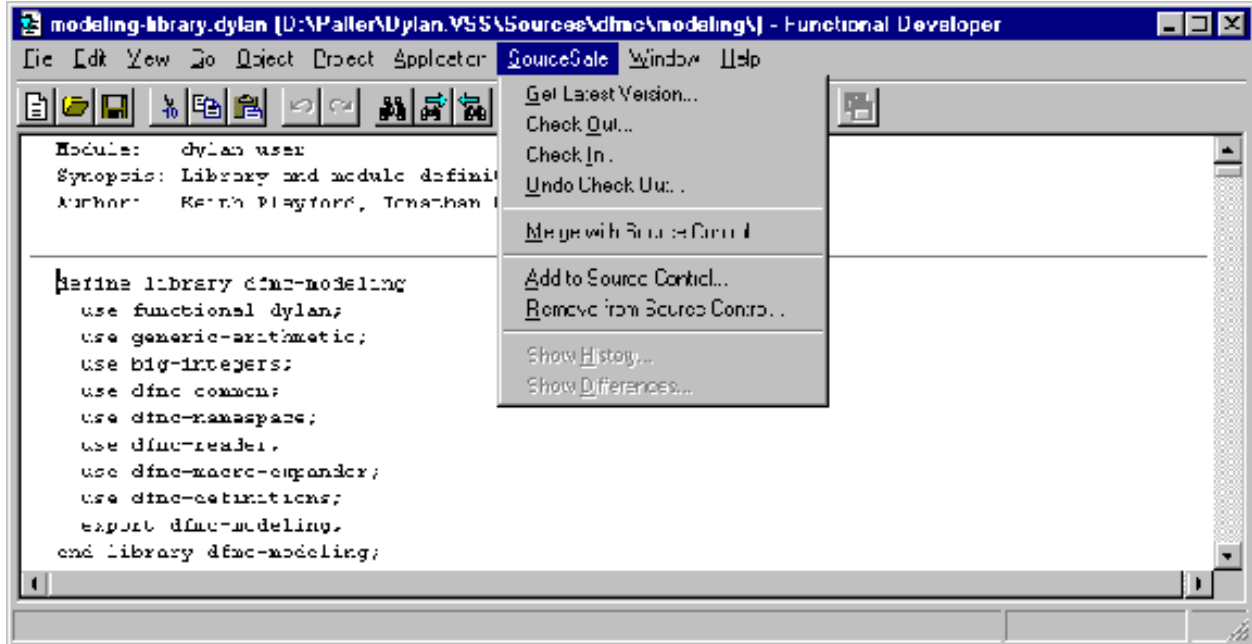 modeling-library.dylan [D:\Paller\Dylan.VSS\Sources\dfmc\modeling\] - Functional Developer
File Edit View Go Object Project Application SourceSafe Window Help
Get Latest Version...
Check Out...
Check In...
Undo Check Out...
Merge with Source Control
Add to Source Control...
Remove from Source Control...
Show History...
Show Differences...
Module: dylan-user
Synopsis: Library and module
Author: Keith Playford, Jonathan
define library dfmc-modeling
use functional-dylan;
use generic-arithmetic;
use big-integers;
use dfmc-common;
use dfmc-namespace;
use dfmc-reader;
use dfmc-macro-expander;
use dfmc-definitions;
export dfmc-modeling;
end library dfmc-modeling;